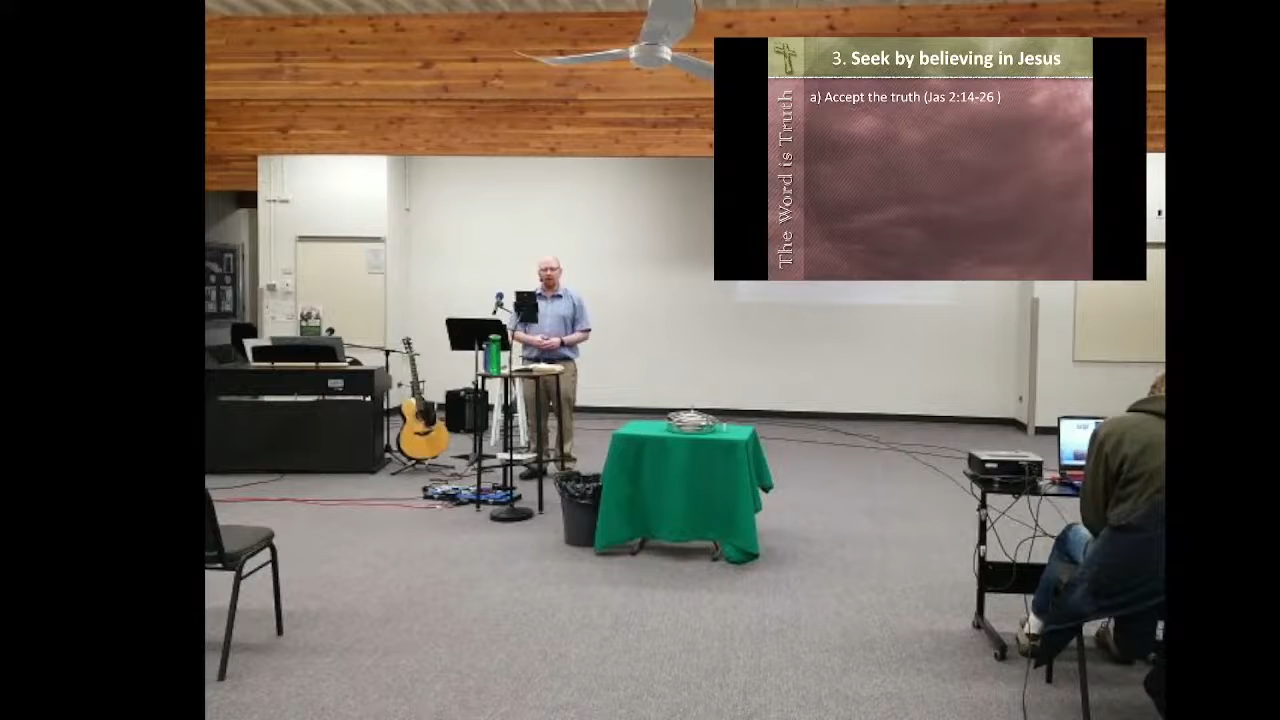 3. Seek by believing in Jesus
a) Accept the truth (Jas 2:14-26 )
The Word is Truth